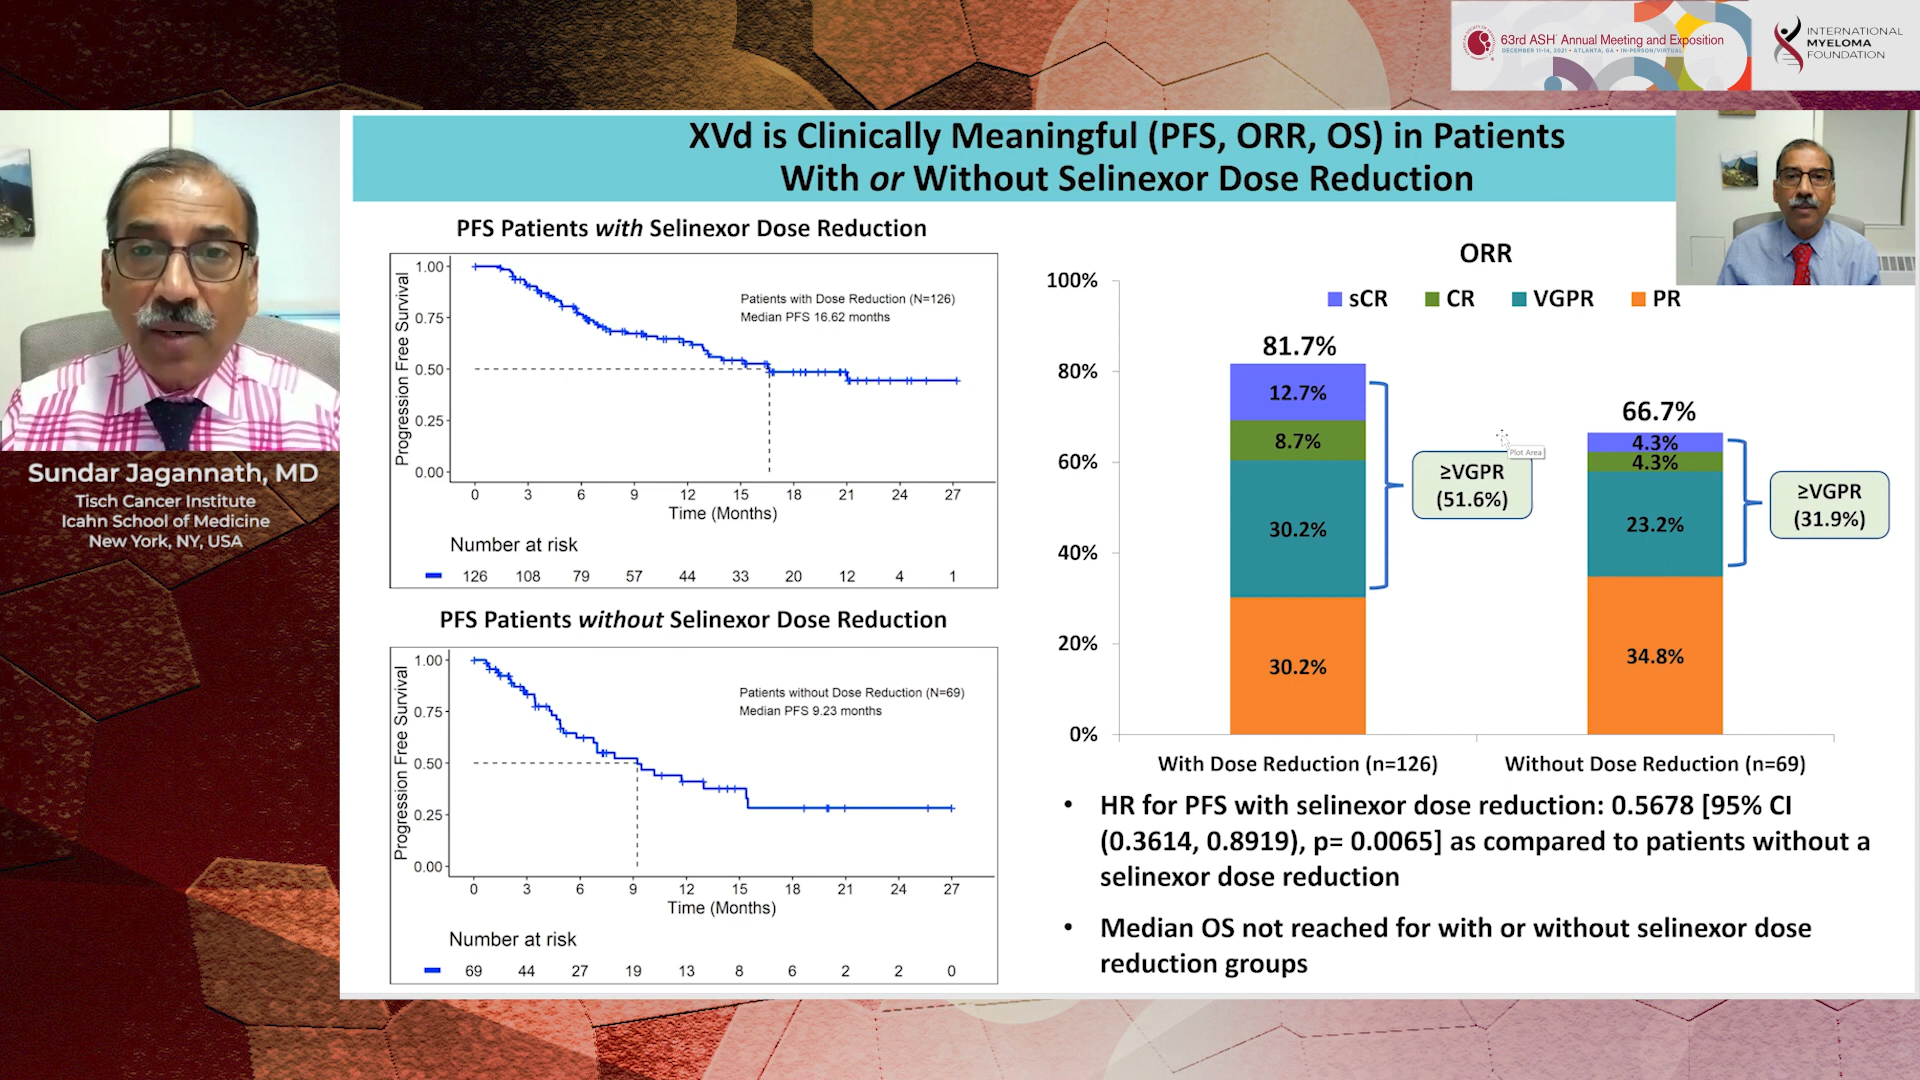 63rd ASH Annual Meeting and Exposition
DECEMBER 11-14, 2021 • ATLANTA, GA • IN-PERSON/VIRTUAL
INTERNATIONAL
MYELOMA
FOUNDATION
XVd is Clinically Meaningful (PFS, ORR, OS) in Patients
With or Without Selinexor Dose Reduction
Sundar Jagannath, MD
Tisch Cancer Institute
Icahn School of Medicine
New York, NY, USA
PFS Patients with Selinexor Dose Reduction
Progression Free Survival
1.00
0.75
0.50
0.25
0.00
Patients with Dose Reduction (N=126)
Median PFS 16.62 months
0 3 6 9 12 15 18 21 24 27
Time (Months)
Number at risk
126 108 79 57 44 33 20 12 4 1
PFS Patients without Selinexor Dose Reduction
Progression Free Survival
1.00
0.75
0.50
0.25
0.00
Patients without Dose Reduction (N=69)
Median PFS 9.23 months
0 3 6 9 12 15 18 21 24 27
Time (Months)
Number at risk
69 44 27 19 13 8 6 2 2 0
ORR
sCR CR VGPR PR
100%
80%
60%
40%
20%
0%
81.7%
12.7%
8.7%
30.2%
30.2%
≥VGPR
(51.6%)
Plot Area
66.7%
4.3%
4.3%
23.2%
34.8%
≥VGPR
(31.9%)
With Dose Reduction (n=126)
Without Dose Reduction (n=69)
• HR for PFS with selinexor dose reduction: 0.5678 [95% CI
(0.3614, 0.8919), p= 0.0065] as compared to patients without a
selinexor dose reduction
• Median OS not reached for with or without selinexor dose
reduction groups